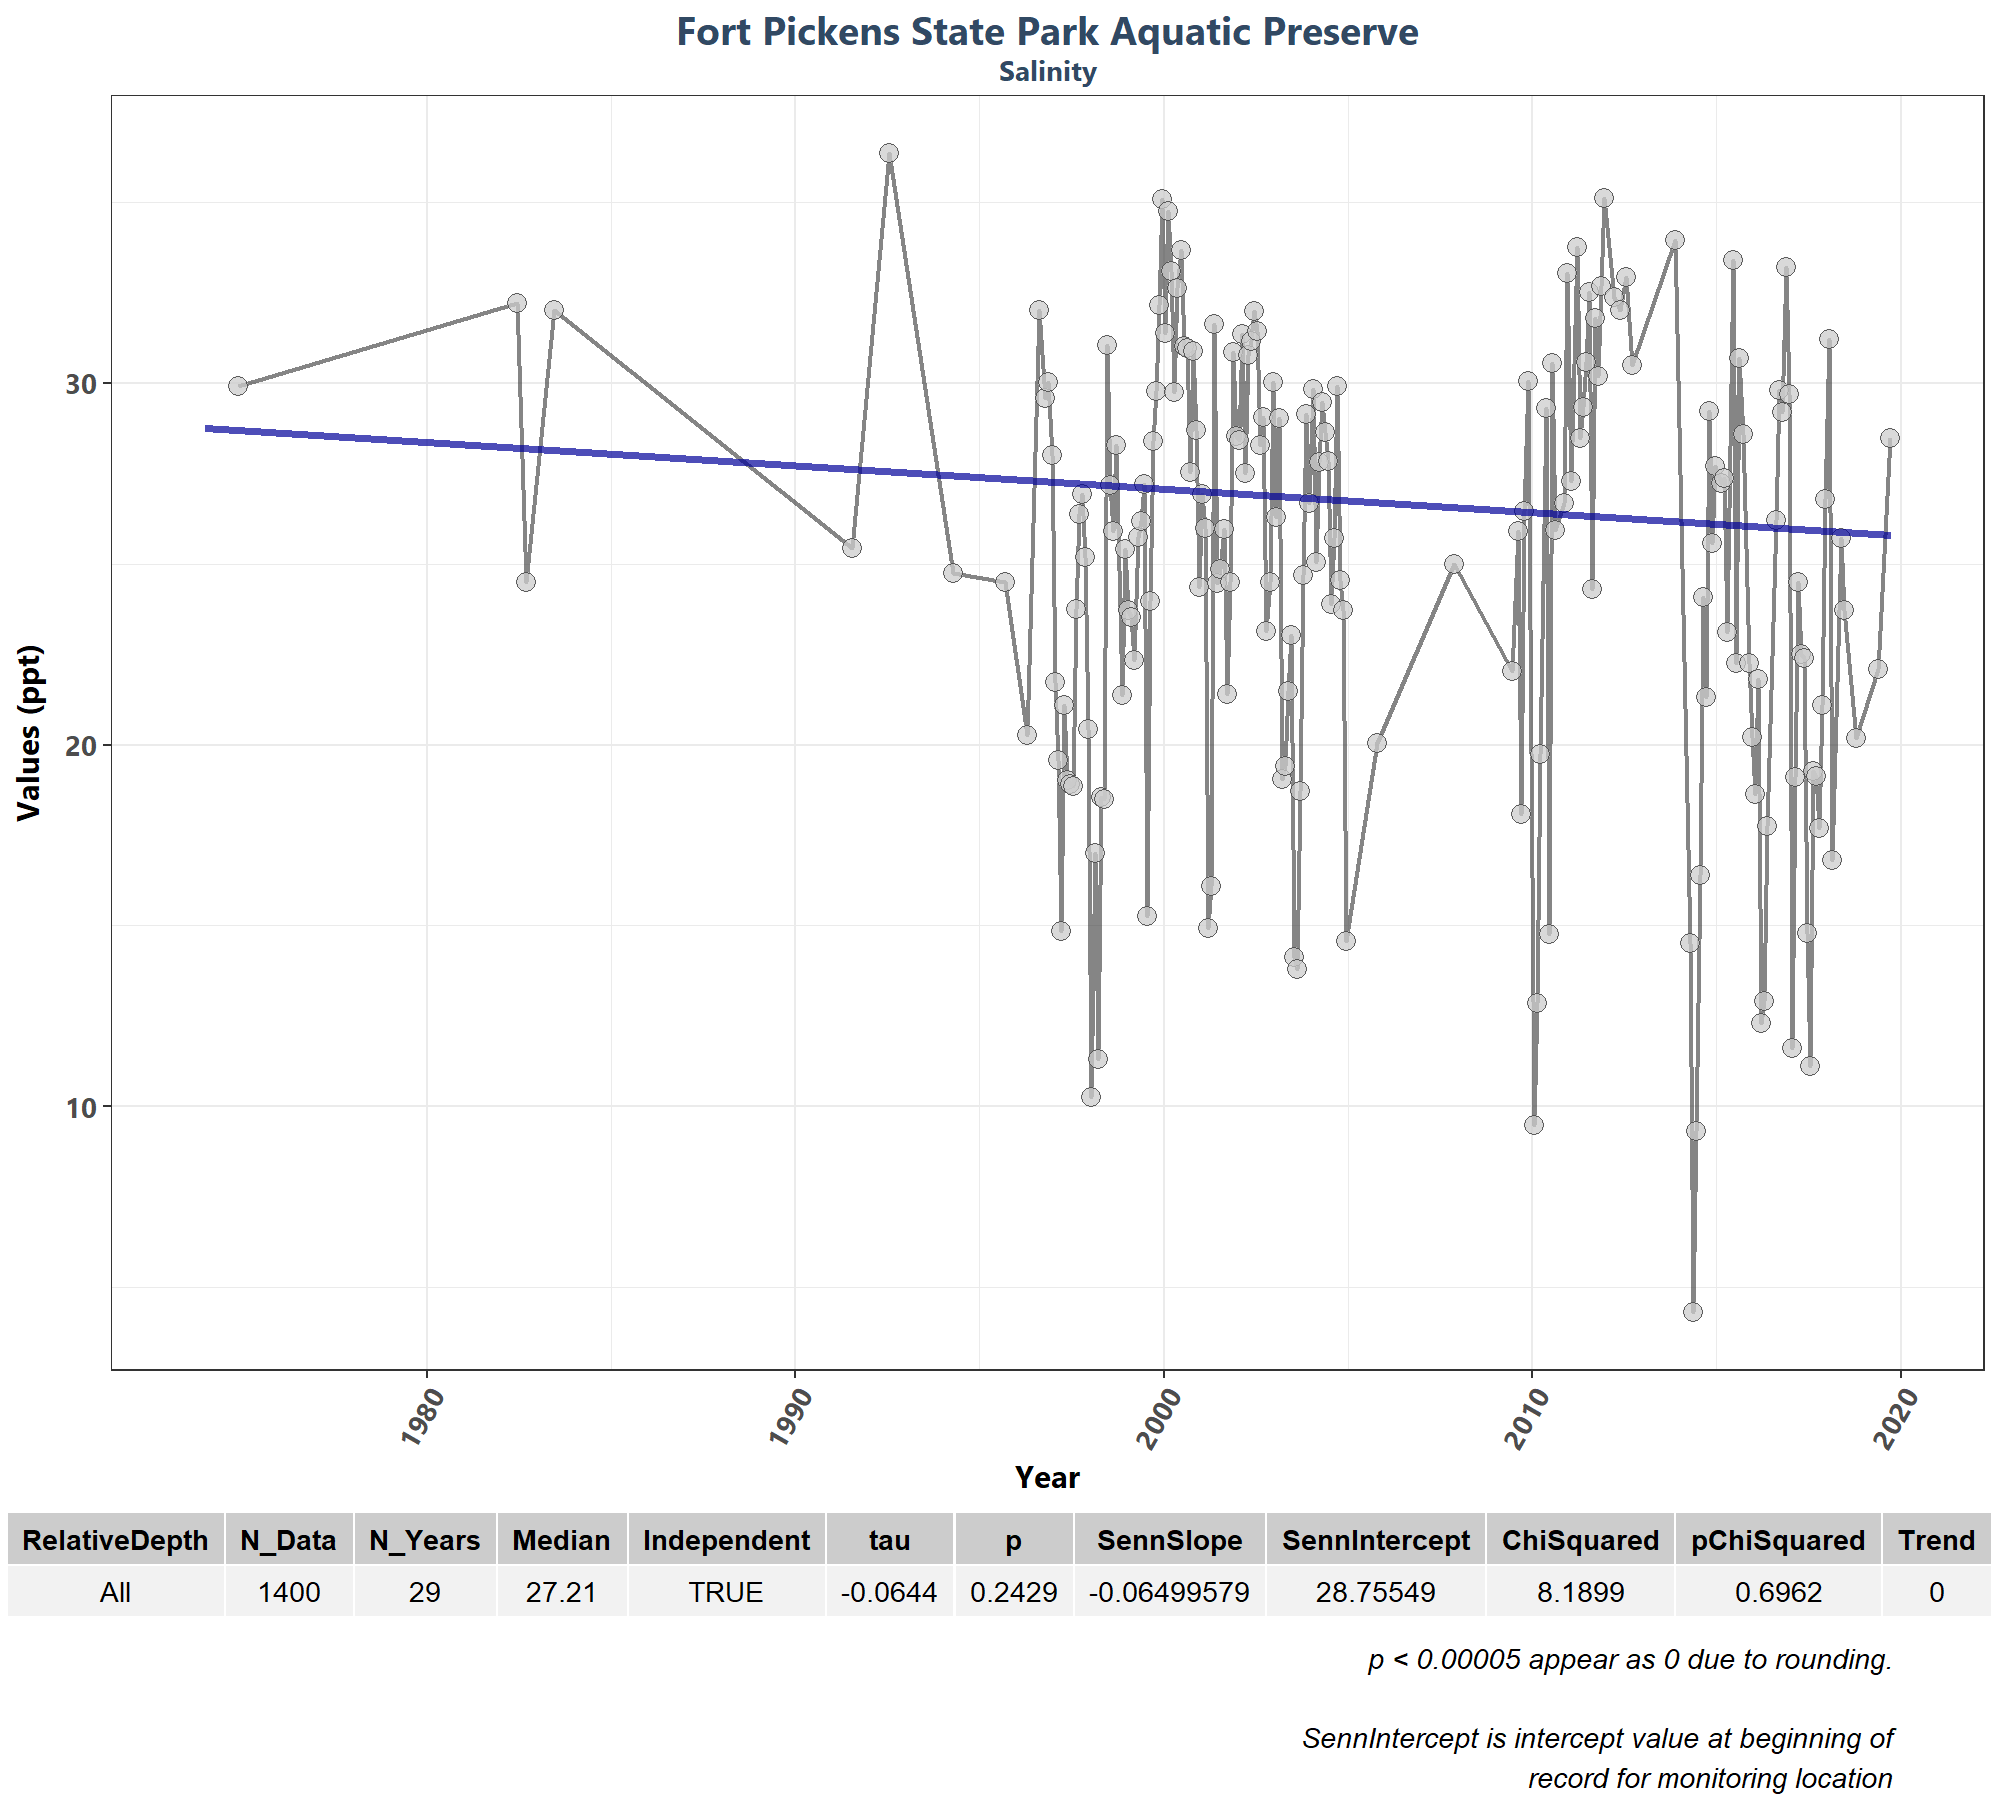 Fort Pickens State Park Aquatic Preserve
Salinity
Values (ppt)
30
20
10
1980
1990
2000
2010
2020
Year
RelativeDepth N_Data N_Years Median Independent tau p SennSlope SennIntercept ChiSquared pChiSquared Trend
All 1400 29 27.21 TRUE -0.0644 0.2429 -0.06499579 28.75549 8.1899 0.6962 0
p < 0.00005 appear as 0 due to rounding.
SennIntercept is intercept value at beginning of
record for monitoring location